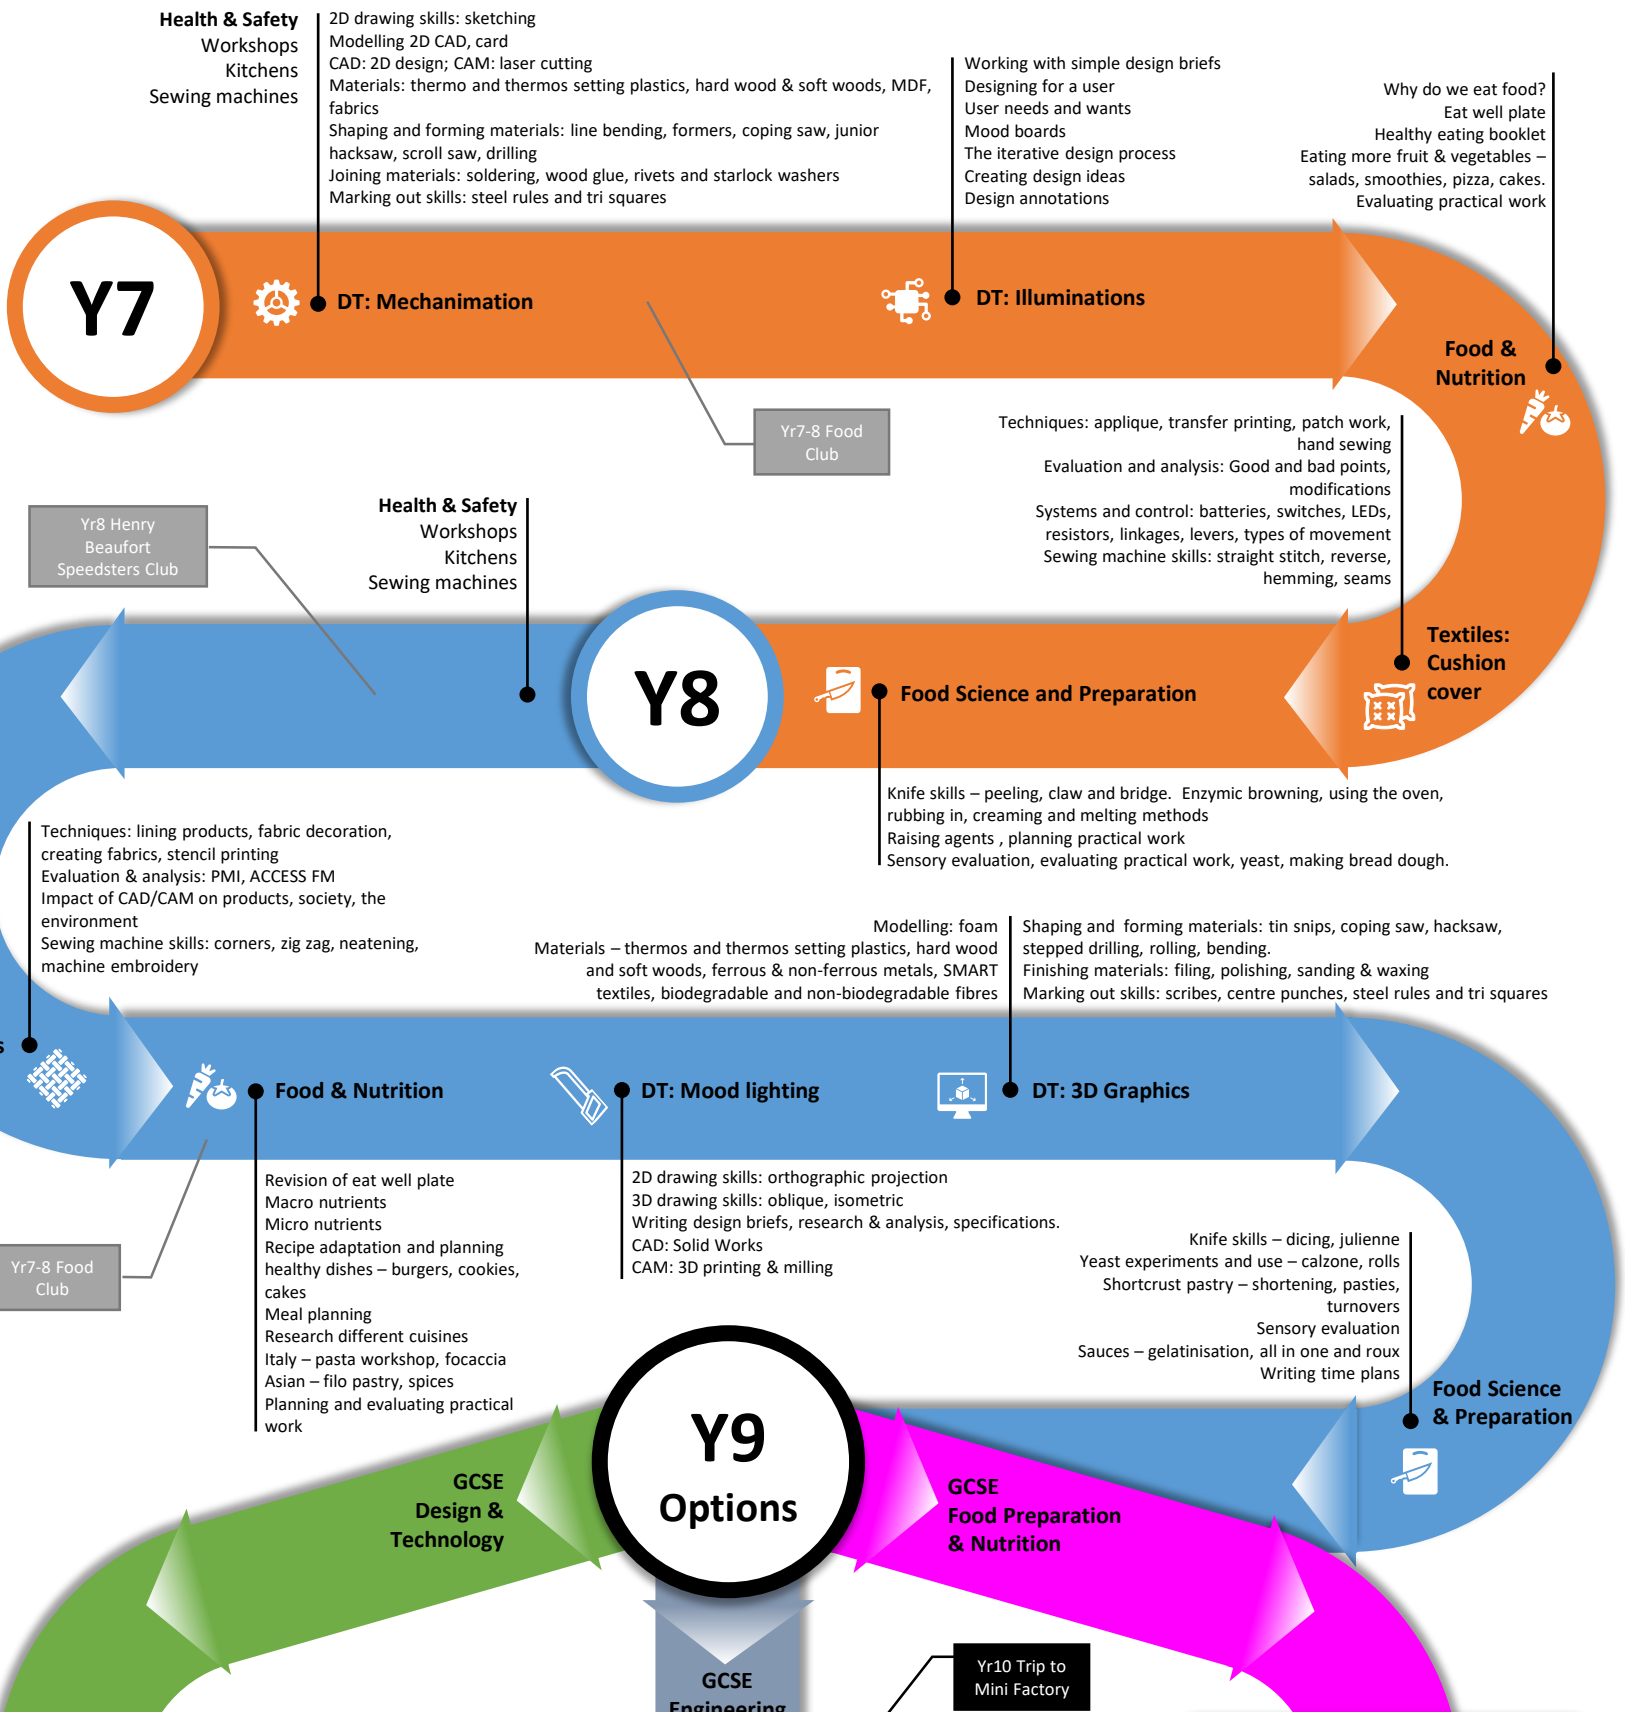 Health & Safety
Workshops
Kitchens
Sewing machines
2D drawing skills: sketching
Modelling 2D CAD, card
CAD: 2D design; CAM: laser cutting
Materials: thermo and thermos setting plastics, hard wood & soft woods, MDF,
fabrics
Shaping and forming materials: line bending, formers, coping saw, junior
hacksaw, scroll saw, drilling
Joining materials: soldering, wood glue, rivets and starlock washers
Marking out skills: steel rules and tri squares
Working with simple design briefs
Designing for a user
User needs and wants
Mood boards
The iterative design process
Creating design ideas
Design annotations
Why do we eat food?
Eat well plate
Healthy eating booklet
Eating more fruit & vegetables –
salads, smoothies, pizza, cakes.
Evaluating practical work
Y7
DT: Mechanimation
DT: Illuminations
Food &
Nutrition
Yr7-8 Food
Club
Techniques: applique, transfer printing, patch work,
hand sewing
Evaluation and analysis: Good and bad points,
modifications
Systems and control: batteries, switches, LEDs,
resistors, linkages, levers, types of movement
Sewing machine skills: straight stitch, reverse,
hemming, seams
Yr8 Henry
Beaufort
Speedsters Club
Health & Safety
Workshops
Kitchens
Sewing machines
Y8
Food Science and Preparation
Textiles:
Cushion
cover
Knife skills – peeling, claw and bridge.  Enzymic browning, using the oven,
rubbing in, creaming and melting methods
Raising agents , planning practical work
Sensory evaluation, evaluating practical work, yeast, making bread dough.
Techniques: lining products, fabric decoration,
creating fabrics, stencil printing
Evaluation & analysis: PMI, ACCESS FM
Impact of CAD/CAM on products, society, the
environment
Sewing machine skills: corners, zig zag, neatening,
machine embroidery
Modelling: foam
Materials – thermos and thermos setting plastics, hard wood
and soft woods, ferrous & non-ferrous metals, SMART
textiles, biodegradable and non-biodegradable fibres
Shaping and  forming materials: tin snips, coping saw, hacksaw,
stepped drilling, rolling, bending.
Finishing materials: filing, polishing, sanding & waxing
Marking out skills: scribes, centre punches, steel rules and tri squares
s
Food & Nutrition
DT: Mood lighting
DT: 3D Graphics
Revision of eat well plate
Macro nutrients
Micro nutrients
Recipe adaptation and planning
healthy dishes – burgers, cookies,
cakes
Meal planning
Research different cuisines
Italy – pasta workshop, focaccia
Asian – filo pastry, spices
Planning and evaluating practical
work
2D drawing skills: orthographic projection
3D drawing skills: oblique, isometric
Writing design briefs, research & analysis, specifications.
CAD: Solid Works
CAM: 3D printing & milling
Yr7-8 Food
Club
Knife skills – dicing, julienne
Yeast experiments and use – calzone, rolls
Shortcrust pastry – shortening, pasties,
turnovers
Sensory evaluation
Sauces – gelatinisation, all in one and roux
Writing time plans
Food Science
& Preparation
Y9
Options
GCSE
Design &
Technology
GCSE
Food Preparation
& Nutrition
GCSE
Engineering
Yr10 Trip to
Mini Factory